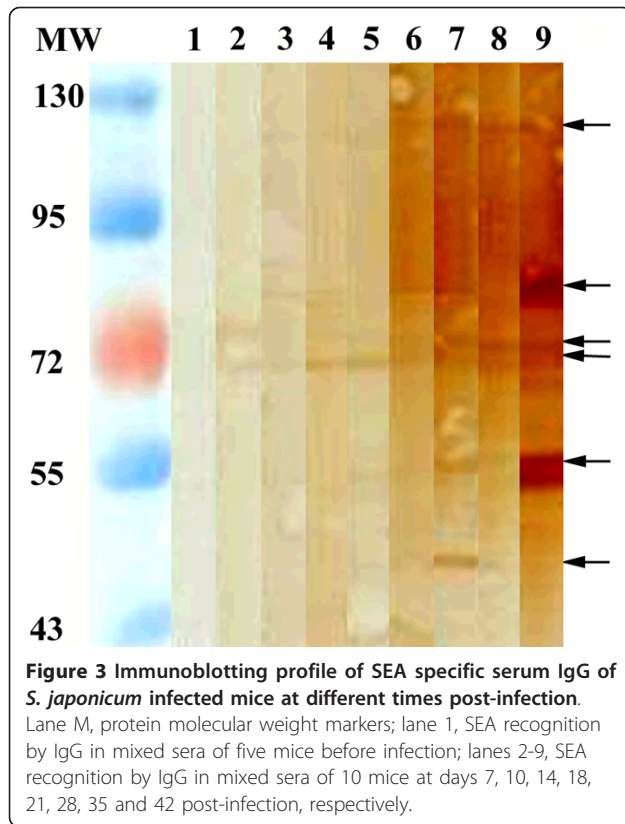 MW 1 2 3 4 5 6 7 8 9
130
95
72
55
43
Figure 3 Immunoblotting profile of SEA specific serum IgG of
S. japonicum infected mice at different times post-infection.
Lane M, protein molecular weight markers; lane 1, SEA recognition
by IgG in mixed sera of five mice before infection; lanes 2-9, SEA
recognition by IgG in mixed sera of 10 mice at days 7, 10, 14, 18,
21, 28, 35 and 42 post-infection, respectively.